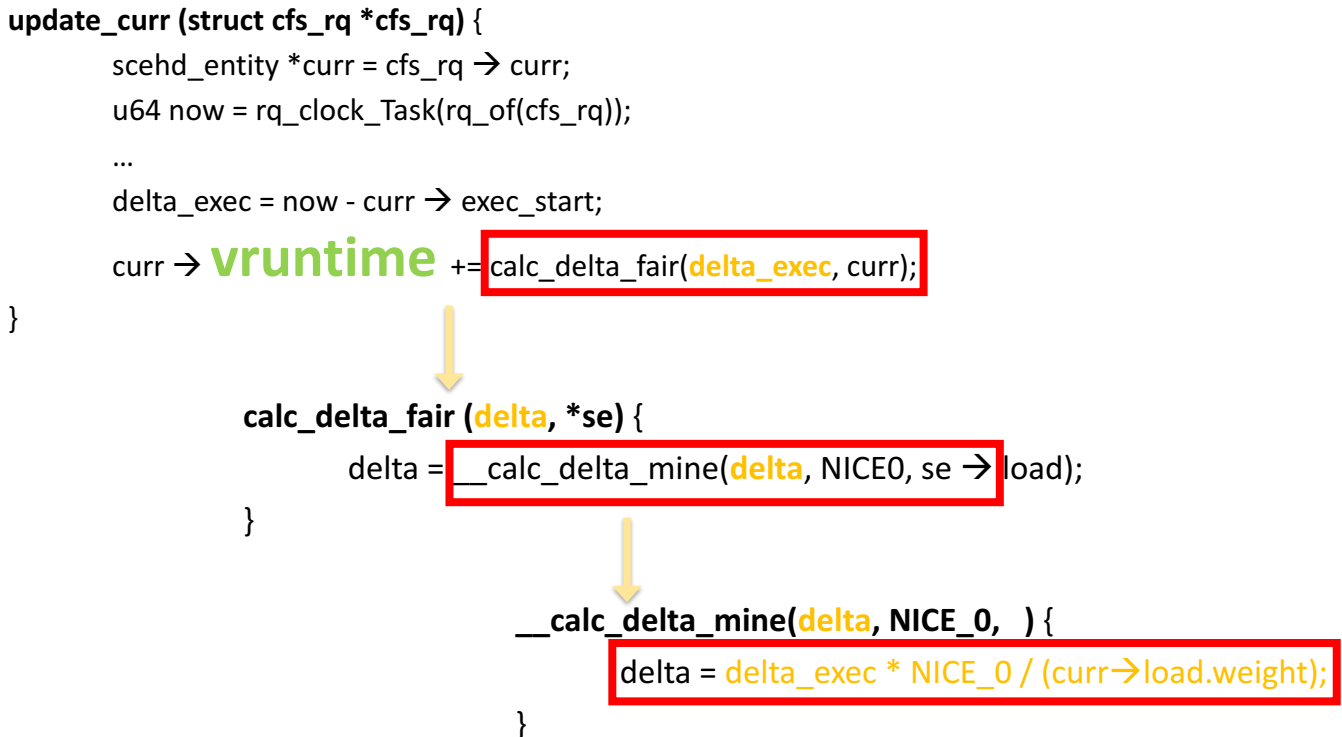 update_curr (struct cfs_rq *cfs_rq) {
scehd_entity *curr = cfs_rq → curr;
u64 now = rq_clock_Task(rq_of(cfs_rq));
…
delta_exec = now - curr → exec_start;
curr → vruntime += calc_delta_fair(delta_exec, curr);
}
calc_delta_fair (delta, *se) {
delta = __calc_delta_mine(delta, NICE0, se → load);
}
__calc_delta_mine(delta, NICE_0, ) {
delta = delta_exec * NICE_0 / (curr→load.weight);
}